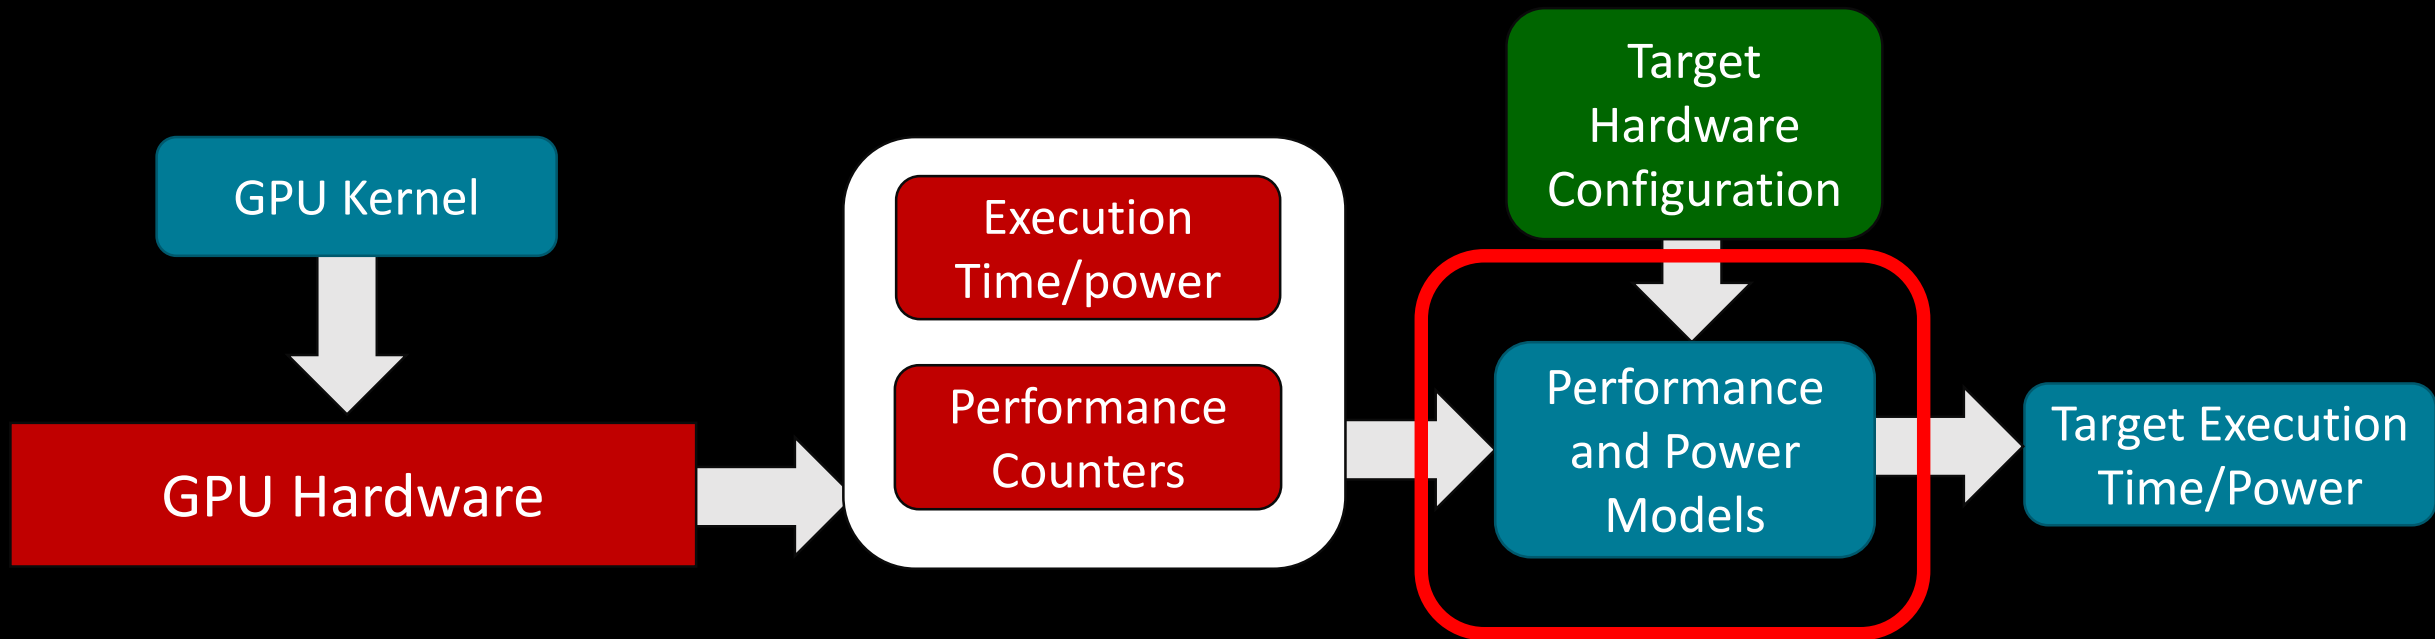 GPU Kernel
GPU Hardware
Execution
Time/power
Performance
Counters
Target
Hardware
Configuration
Performance
and Power
Models
Target Execution
Time/Power